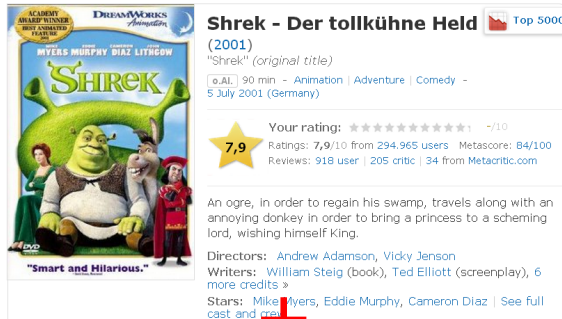 ACADEMY
AWARD WINNER
BEST ANIMATED
FEATURE
DREAMWORKS
Animation
MIKE EDDIE CAMERON JOHN
MYERS MURPHY DIAZ LITHGOW
SHREK
DVD
"Smart and Hilarious."
Shrek - Der tollkühne Held
(2001)
"Shrek" (original title)
Top 5000
o.Al. 90 min - Animation | Adventure | Comedy -
5 July 2001 (Germany)
7,9
Your rating: -/10
Ratings: 7,9/10 from 294.965 users Metascore: 84/100
Reviews: 918 user | 205 critic | 34 from Metacritic.com
An ogre, in order to regain his swamp, travels along with an
annoying donkey in order to bring a princess to a scheming
lord, wishing himself King.
Directors: Andrew Adamson, Vicky Jenson
Writers: William Steig (book), Ted Elliott (screenplay), 6
more credits »
Stars: Mike Myers, Eddie Murphy, Cameron Diaz | See full
cast and crew